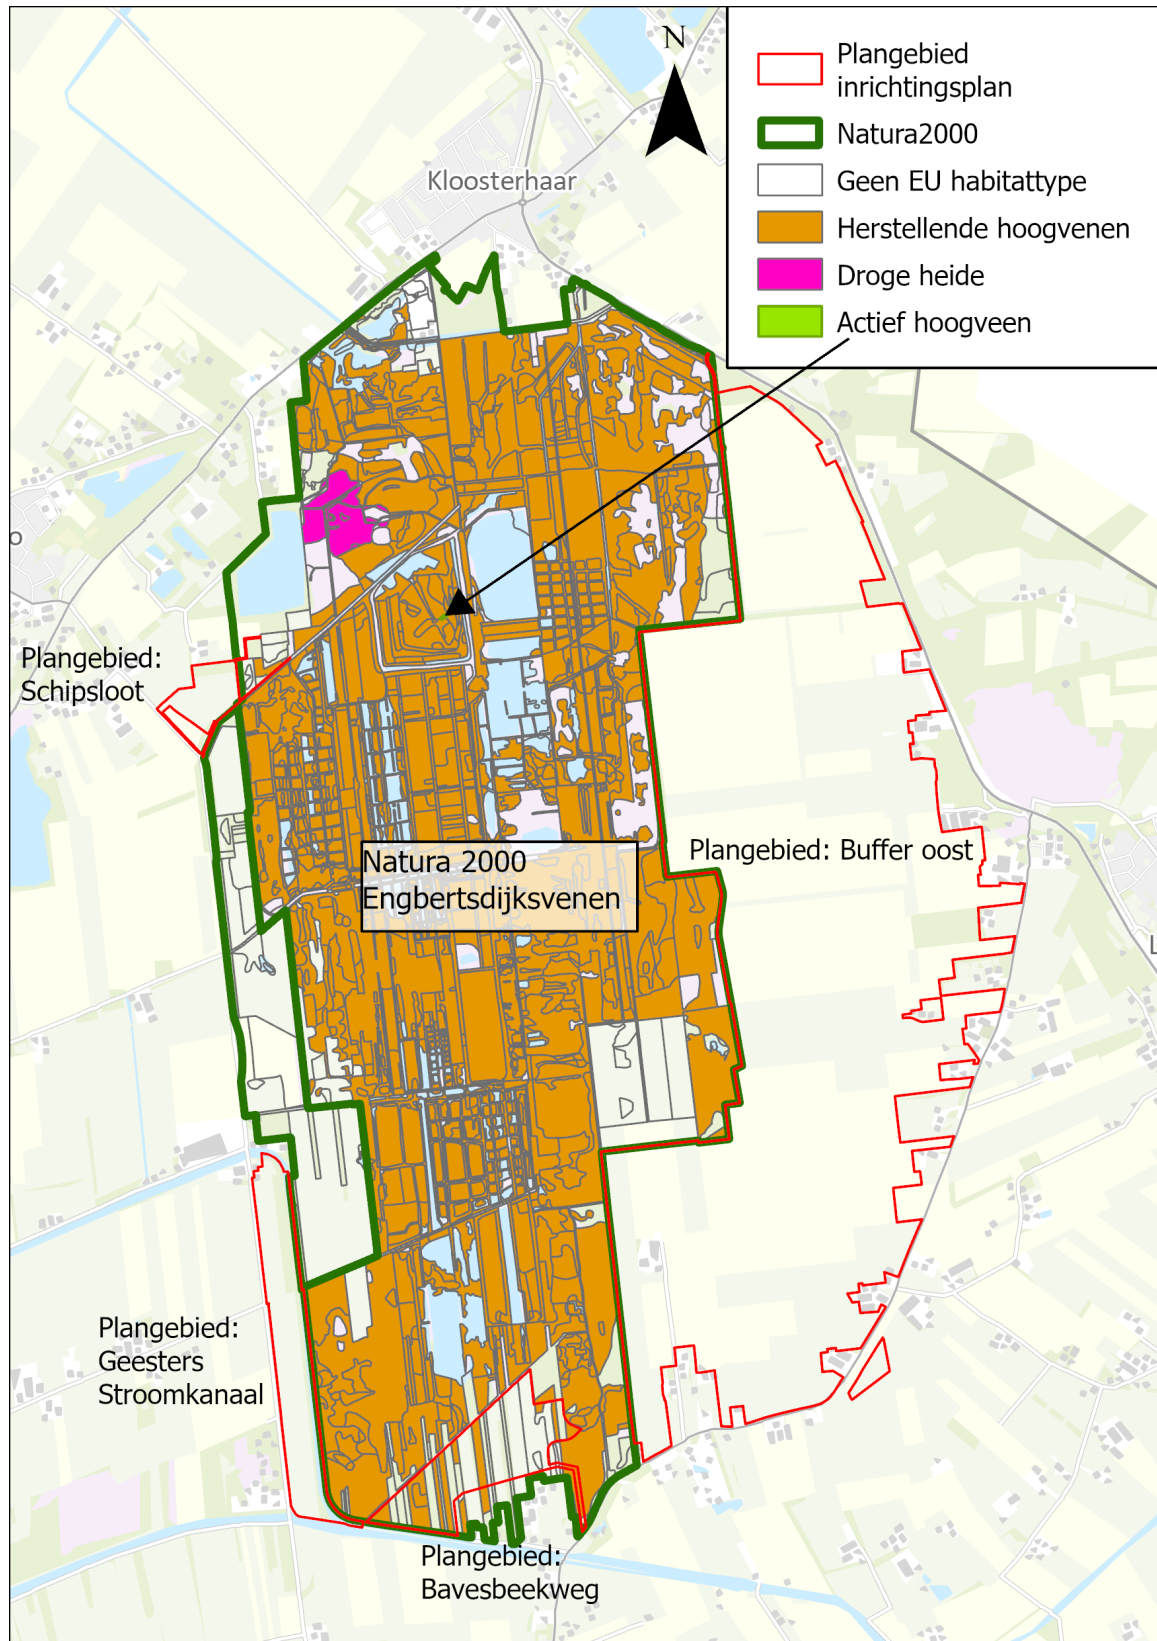 N
Plangebied
inrichtingsplan
Natura2000
Geen EU habitattype
Herstellende hoogvenen
Droge heide
Actief hoogveen
Kloosterhaar
o
Plangebied:
Schipsloot
Plangebied: Buffer oost
Natura 2000
Engbertsdijksvenen
L
Plangebied:
Geesters
Stroomkanaal
Plangebied:
Bavesbeekweg